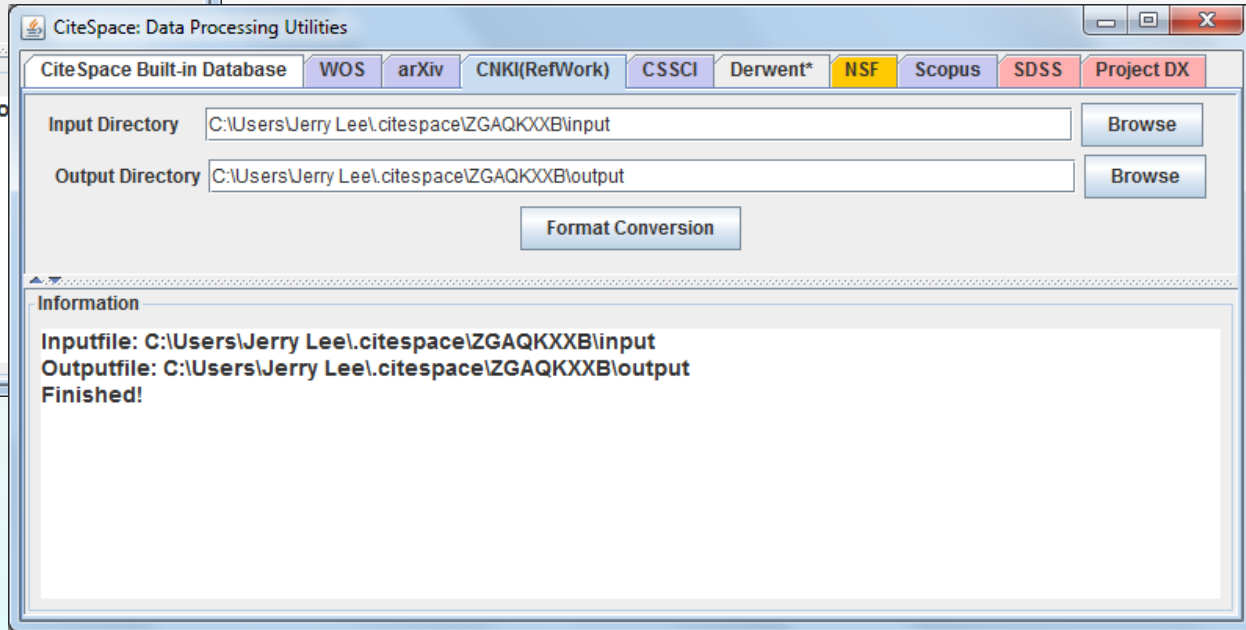 CiteSpace: Data Processing Utilities
CiteSpace Built-in Database WOS arXiv CNKI(RefWork) CSSCI Derwent* NSF Scopus SDSS Project DX
Input Directory C:\Users\Jerry Lee\.citespace\ZGAQKXXB\input Browse
Output Directory C:\Users\Jerry Lee\.citespace\ZGAQKXXB\output Browse
Format Conversion
Information
Inputfile: C:\Users\Jerry Lee\.citespace\ZGAQKXXB\input
Outputfile: C:\Users\Jerry Lee\.citespace\ZGAQKXXB\output
Finished!